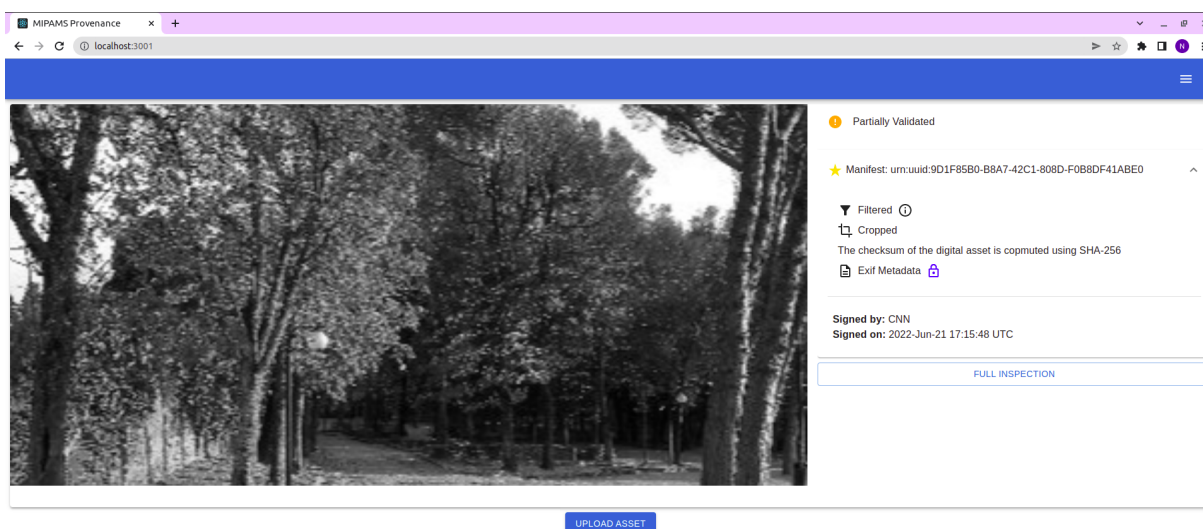 MIPAMS Provenance
localhost:3001
N
Partially Validated
Manifest: urn:uuid:9D1F85B0-B8A7-42C1-808D-F0B8DF41ABE0
Filtered
Cropped
The checksum of the digital asset is copmuted using SHA-256
Exif Metadata
Signed by: CNN
Signed on: 2022-Jun-21 17:15:48 UTC
FULL INSPECTION
UPLOAD ASSET